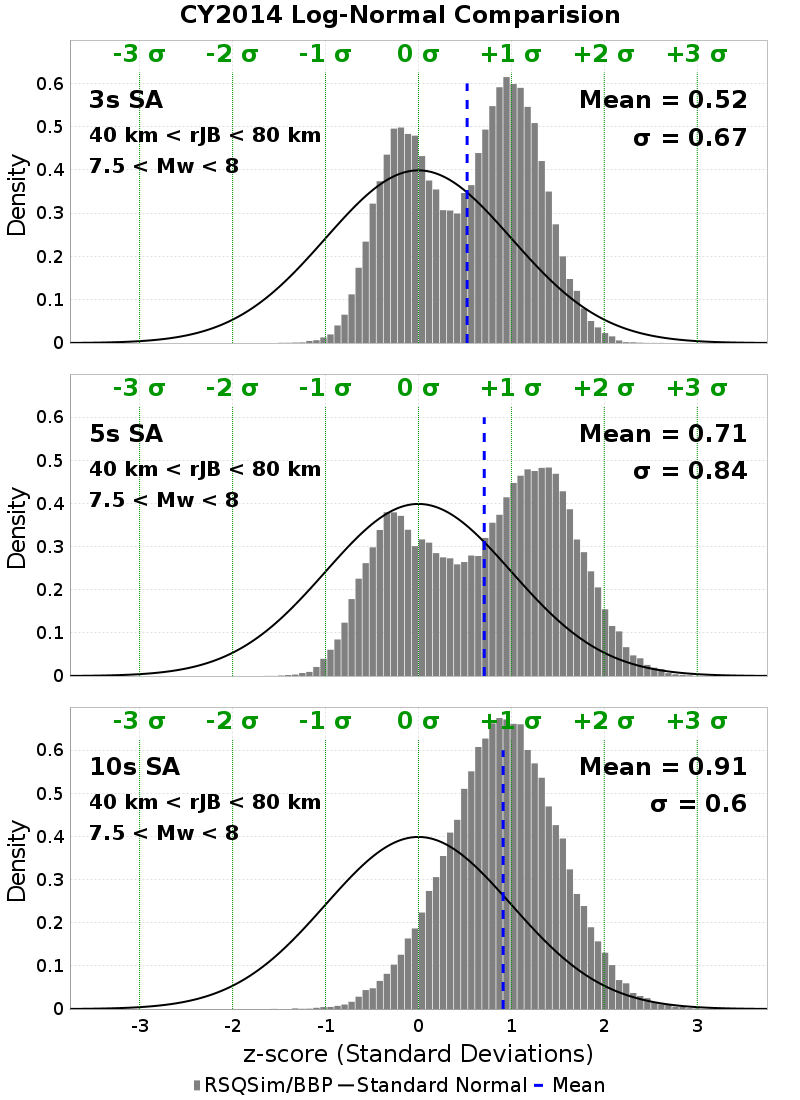 CY2014 Log-Normal Comparision
-3 σ -2 σ -1 σ 0 σ +1 σ +2 σ +3 σ
3s SA
40 km < rJB < 80 km
7.5 < Mw < 8
Mean = 0.52
σ = 0.67
Density
0.6
0.5
0.4
0.3
0.2
0.1
0
-3 σ -2 σ -1 σ 0 σ +1 σ +2 σ +3 σ
5s SA
40 km < rJB < 80 km
7.5 < Mw < 8
Mean = 0.71
σ = 0.84
Density
0.6
0.5
0.4
0.3
0.2
0.1
0
-3 σ -2 σ -1 σ 0 σ +1 σ +2 σ +3 σ
10s SA
40 km < rJB < 80 km
7.5 < Mw < 8
Mean = 0.91
σ = 0.6
Density
0.6
0.5
0.4
0.3
0.2
0.1
0
-3 -2 -1 0 1 2 3
z-score (Standard Deviations)
RSQSim/BBP Standard Normal Mean